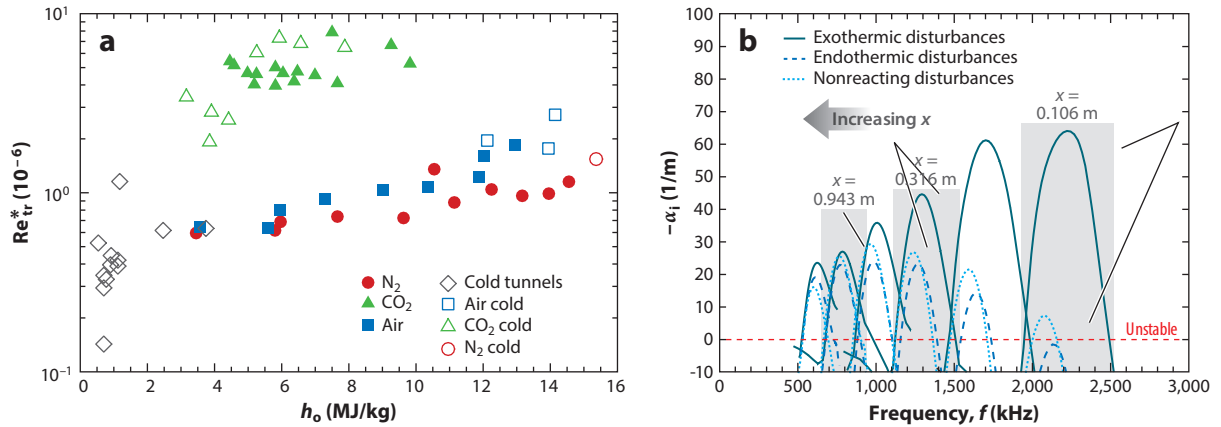 a
Re*tr (10⁻⁶)
10¹
10⁰
10⁻¹
0
2
4
6
8
10
12
14
16
hₒ (MJ/kg)
N₂
CO₂
Air
Cold tunnels
Air cold
CO₂ cold
N₂ cold
b
−αᵢ (1/m)
100
90
80
70
60
50
40
30
20
10
0
-10
Exothermic disturbances
Endothermic disturbances
Nonreacting disturbances
Increasing x
x =
0.943 m
x =
0.316 m
x =
0.106 m
Unstable
0
500
1,000
1,500
2,000
2,500
3,000
Frequency, f (kHz)